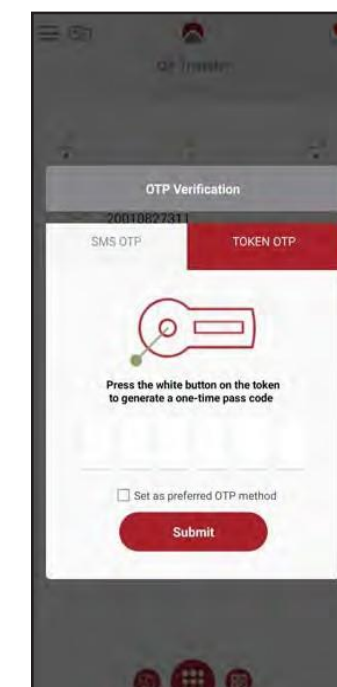 OTP Verification
20010827311
SMS OTP
TOKEN OTP
Press the white button on the token
to generate a one-time pass code
Set as preferred OTP method
Submit